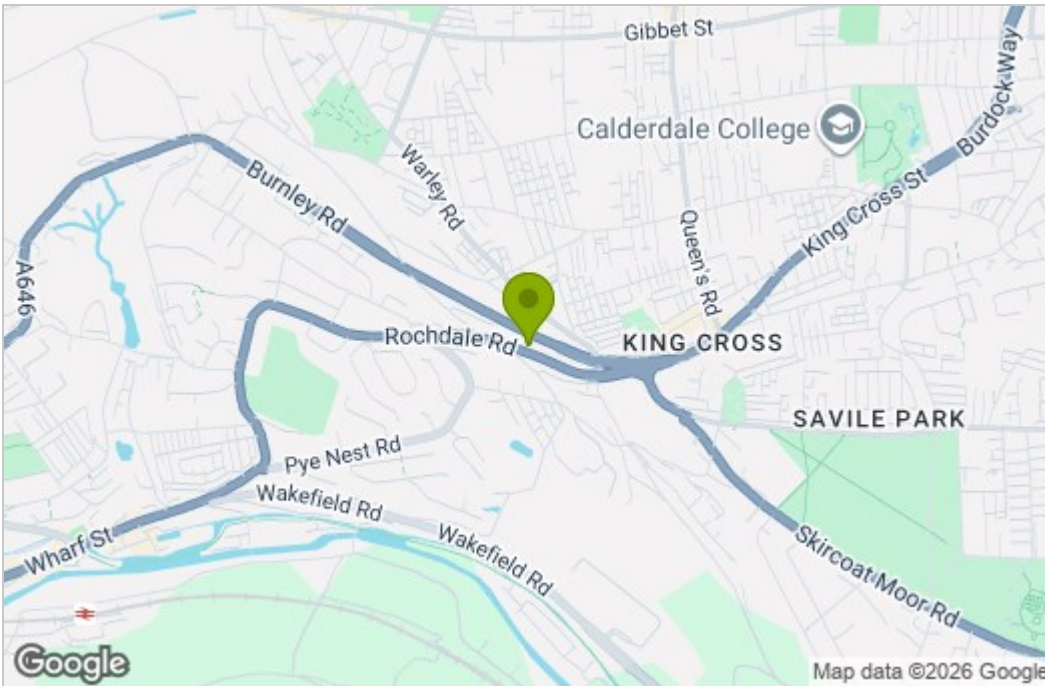 Gibbet St
Burdock Way
Calderdale College
Warley Rd
Burnley Rd
King Cross St
Queen's Rd
A646
Rochdale Rd
KING CROSS
SAVILE PARK
Pye Nest Rd
Wakefield Rd
Wakefield Rd
Wharf St
Skircoat Moor Rd
Google
Map data ©2026 Google